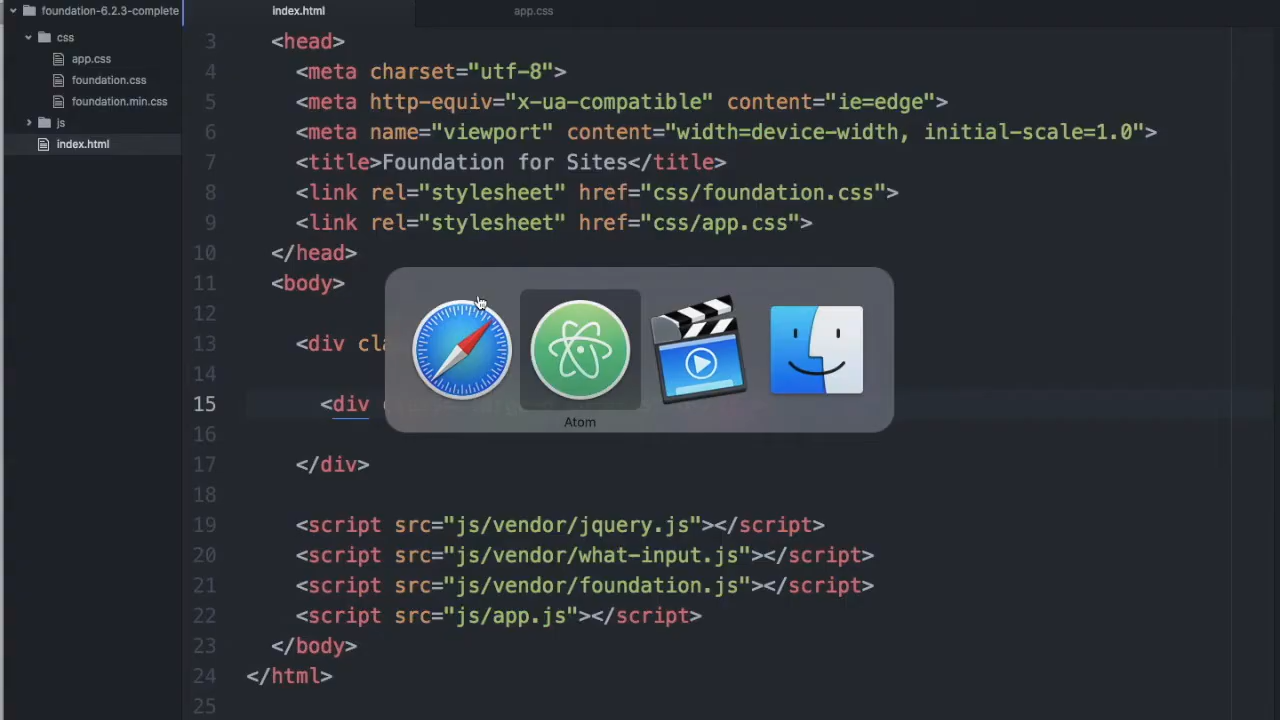 foundation-6.2.3-complete
css
app.css
foundation.css
foundation.min.css
js
index.html
index.html
app.css
3 <head>
4 <meta charset="utf-8">
5 <meta http-equiv="x-ua-compatible" content="ie=edge">
6 <meta name="viewport" content="width=device-width, initial-scale=1.0">
7 <title>Foundation for Sites</title>
8 <link rel="stylesheet" href="css/foundation.css">
9 <link rel="stylesheet" href="css/app.css">
10 </head>
11 <body>
12
13 <div cla
14
15 <div
16
17 </div>
18
19 <script src="js/vendor/jquery.js"></script>
20 <script src="js/vendor/what-input.js"></script>
21 <script src="js/vendor/foundation.js"></script>
22 <script src="js/app.js"></script>
23 </body>
24 </html>
25
Atom